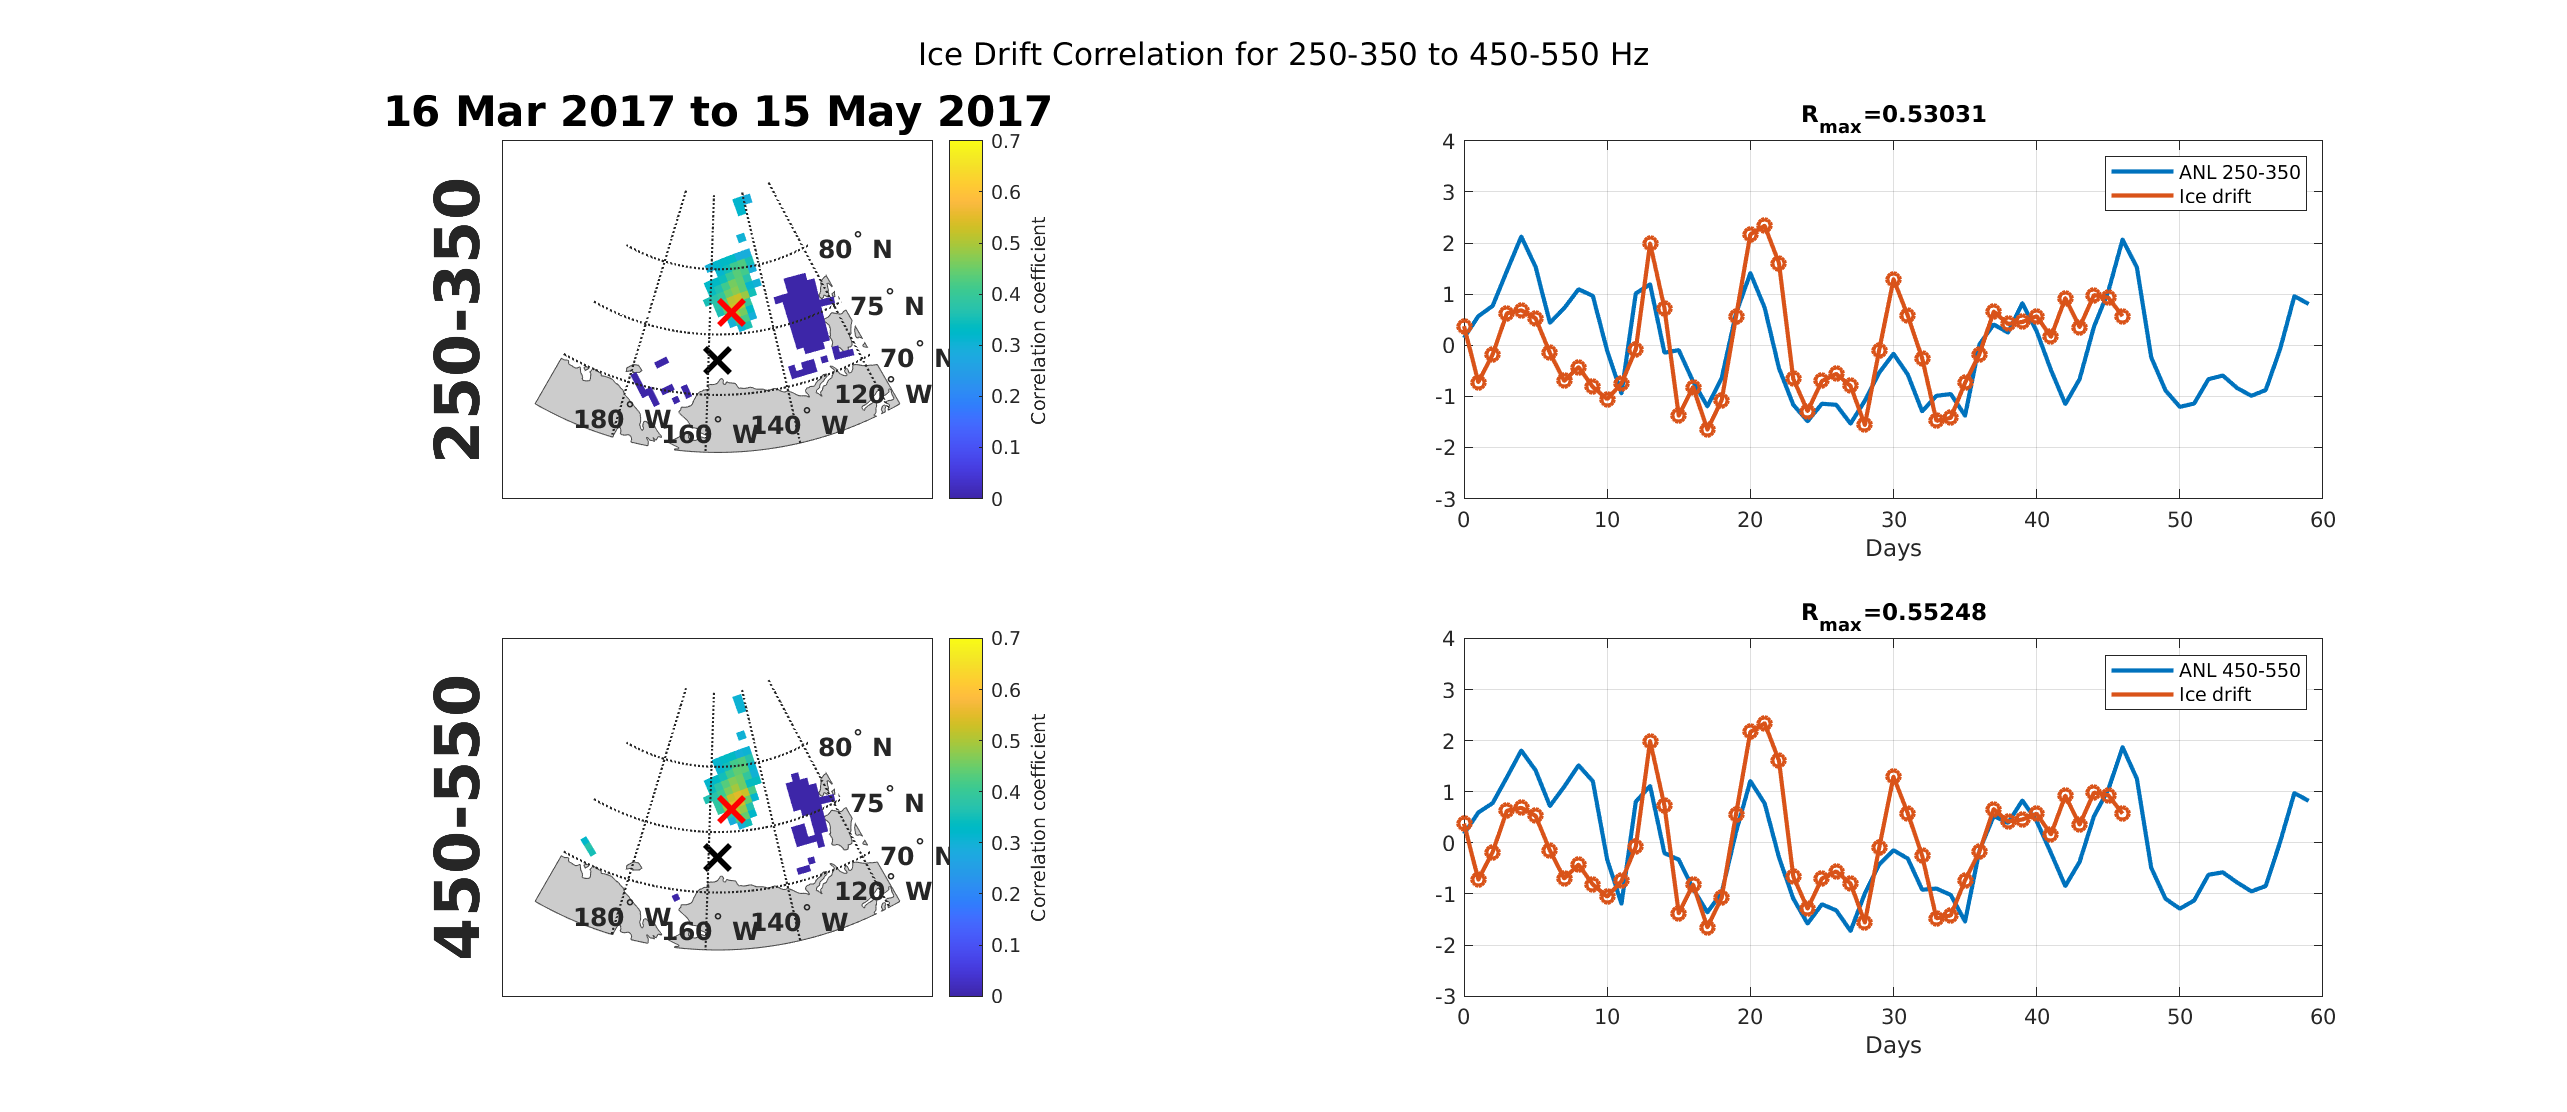 Ice Drift Correlation for 250-350 to 450-550 Hz
16 Mar 2017 to 15 May 2017
250-350
80° N
75° N
70° N
120° W
180° W
160° W
140° W
0.7
0.6
0.5
0.4
0.3
0.2
0.1
0
Correlation coefficient
Rmax=0.53031
4
3
2
1
0
-1
-2
-3
0 10 20 30 40 50 60
Days
ANL 250-350
Ice drift
450-550
80° N
75° N
70° N
120° W
180° W
160° W
140° W
0.7
0.6
0.5
0.4
0.3
0.2
0.1
0
Correlation coefficient
Rmax=0.55248
4
3
2
1
0
-1
-2
-3
0 10 20 30 40 50 60
Days
ANL 450-550
Ice drift